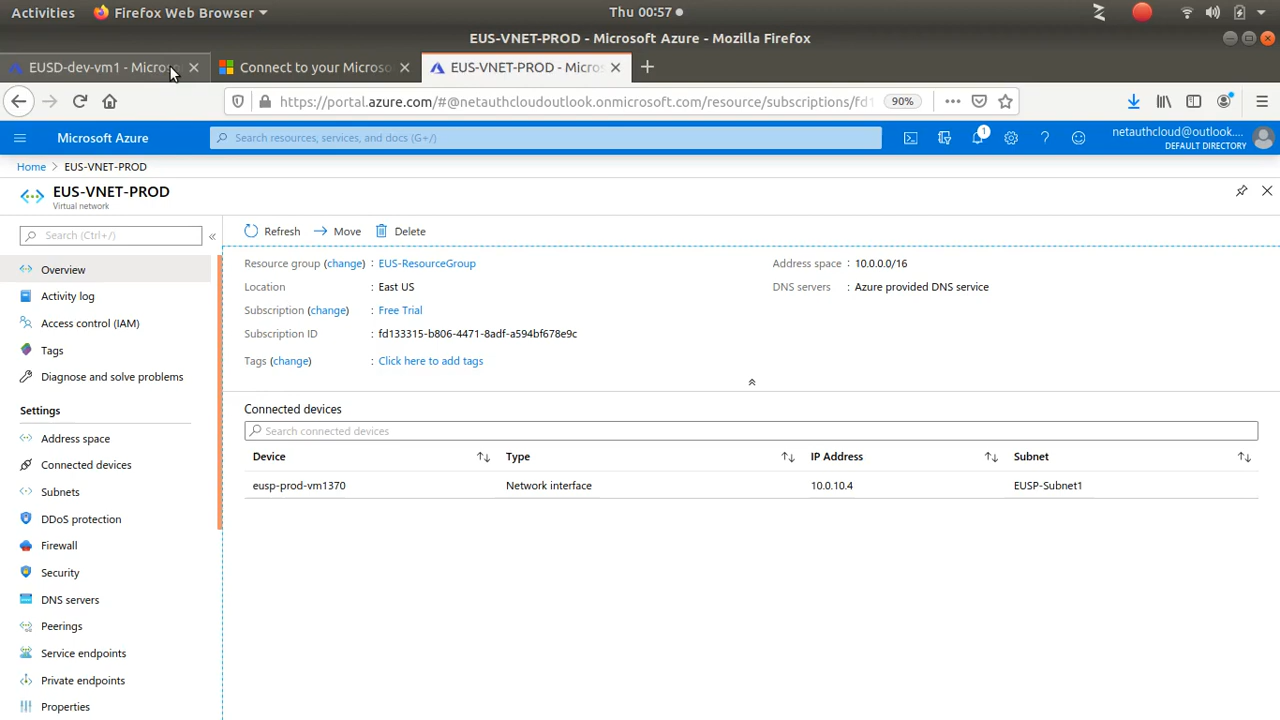 Activities Firefox Web Browser Thu 00:57
EUS-VNET-PROD - Microsoft Azure - Mozilla Firefox
EUSD-dev-vm1 - Micros Connect to your Microso EUS-VNET-PROD - Micros
https://portal.azure.com/#@netauthcloudoutlook.onmicrosoft.com/resource/subscriptions/fd1 90%
Microsoft Azure Search resources, services, and docs (G+/) 1 netauthcloud@outlook....
DEFAULT DIRECTORY
Home > EUS-VNET-PROD
EUS-VNET-PROD
Virtual network
Search (Ctrl+/)
Refresh Move Delete
Overview
Activity log
Access control (IAM)
Tags
Diagnose and solve problems
Settings
Address space
Connected devices
Subnets
DDoS protection
Firewall
Security
DNS servers
Peerings
Service endpoints
Private endpoints
Properties
Resource group (change) : EUS-ResourceGroup
Location : East US
Subscription (change) : Free Trial
Subscription ID : fd133315-b806-4471-8adf-a594bf678e9c
Tags (change) : Click here to add tags
Address space : 10.0.0.0/16
DNS servers : Azure provided DNS service
Connected devices
Search connected devices
Device Type IP Address Subnet
eusp-prod-vm1370 Network interface 10.0.10.4 EUSP-Subnet1